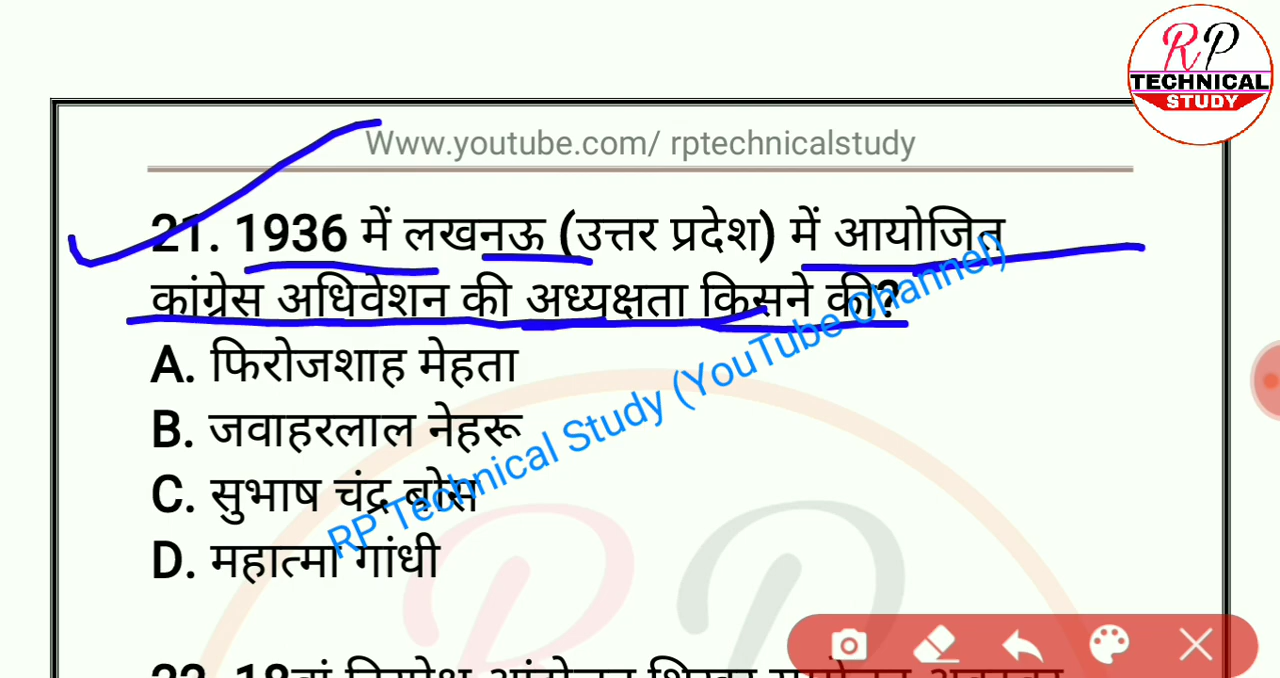 RP
TECHNICAL
STUDY
Www.youtube.com/ rptechnicalstudy
21. 1936 में लखनऊ (उत्तर प्रदेश) में आयोजित
कांग्रेस अधिवेशन की अध्यक्षता किसने की?
A. फिरोजशाह मेहता
B. जवाहरलाल नेहरू
C. सुभाष चंद्र बोस
D. महात्मा गांधी
RP Technical Study (YouTube Channel)
RP